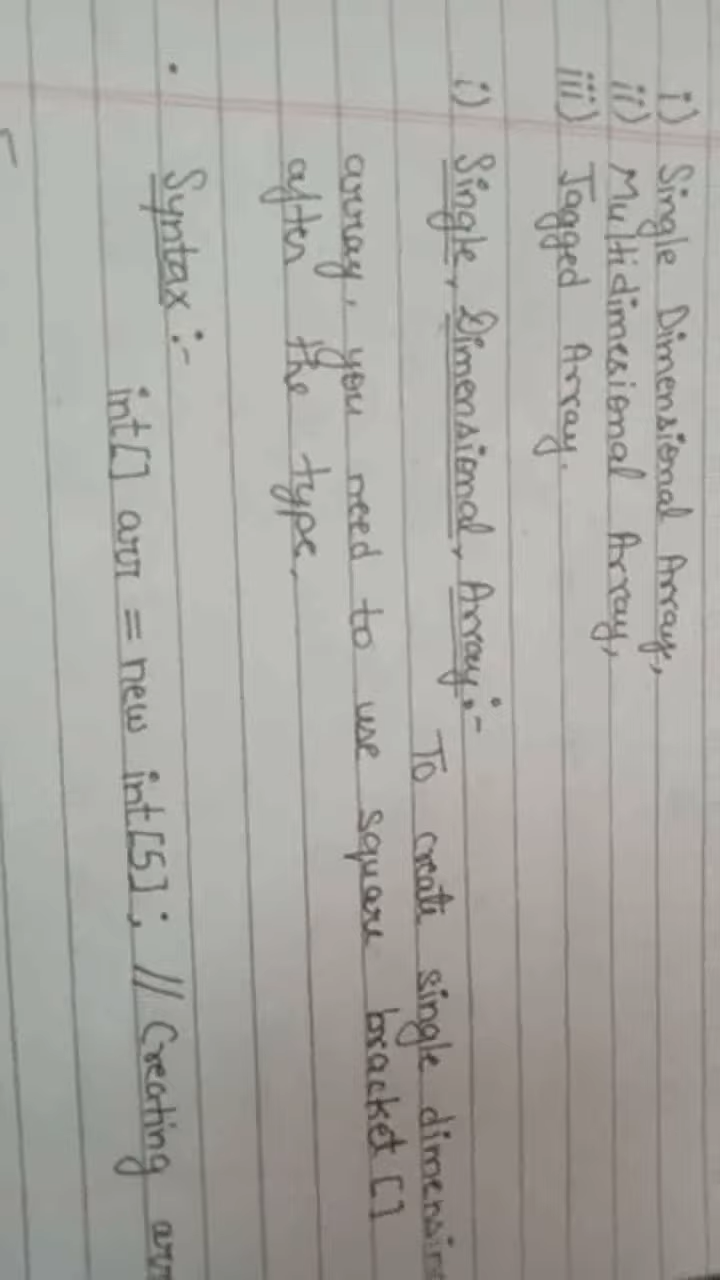 i) Single Dimensional Array,
ii) Multidimesional Array,
iii) Jagged Array.
i) Single, Dimensional, Array :- To create single
array, you need to use square bracket []
after the type.
Syntax :-
int[] arr = new int[5]; // Creating